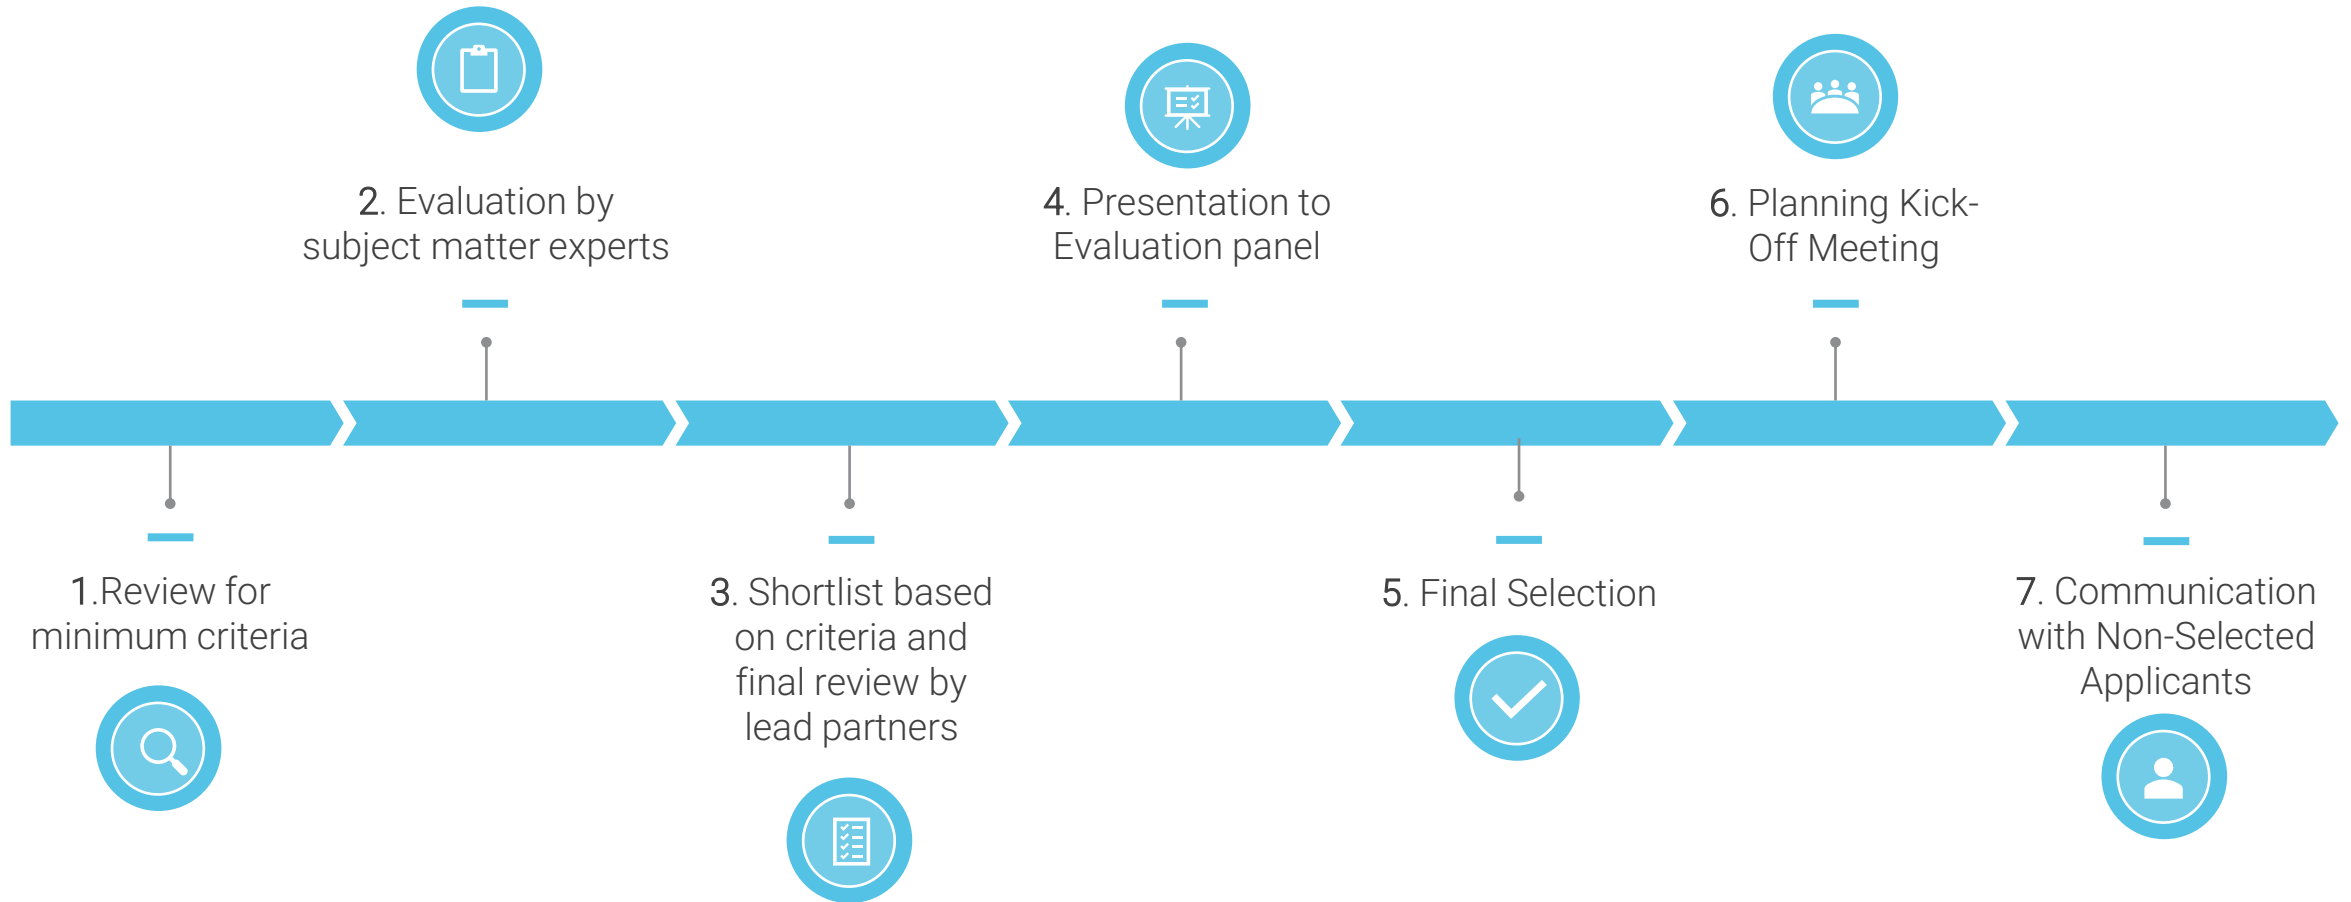 1.Review for
minimum criteria
2. Evaluation by
subject matter experts
3. Shortlist based
on criteria and
final review by
lead partners
4. Presentation to
Evaluation panel
5. Final Selection
6. Planning Kick-
Off Meeting
7. Communication
with Non-Selected
Applicants